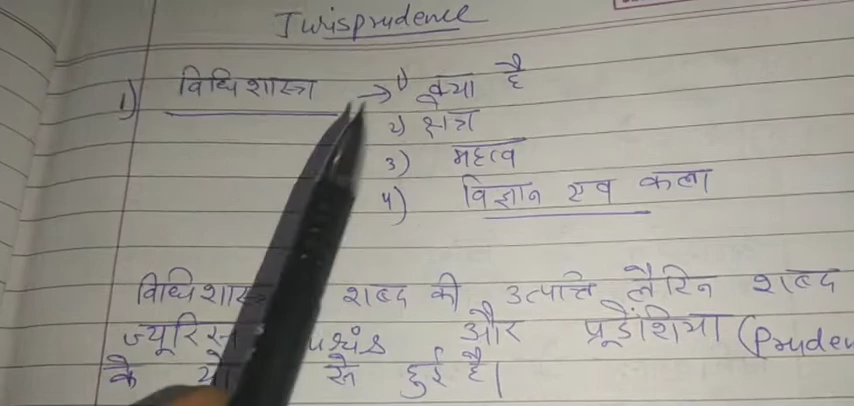 Jurisprudence
1) विधिशास्त्र → 1) क्या है
2) क्षेत्र
3) महत्व
4) विज्ञान एवं कला
विधिशास्त्र शब्द की उत्पत्ति लैटिन शब्द
और प्रूडेंशिया (Pruden
के से हुई है।